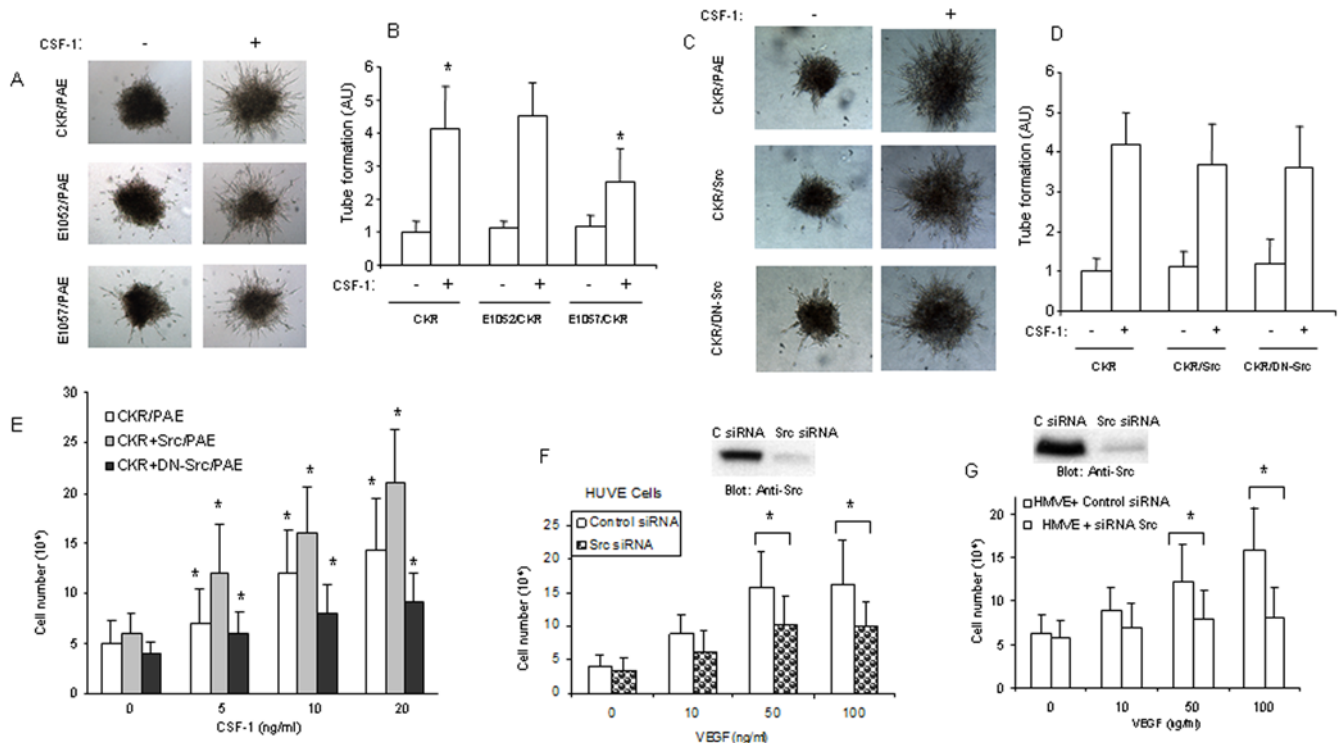 CSF-1: - +
A
CKR/PAE
E1052/PAE
E1057/PAE
B
Tube formation (AU)
6
5
4
3
2
1
0
* *
CSF-1: - + - + - +
CKR E1052/CKR E1057/CKR
- +
CSF-1:
C
CKR/PAE
CKR/Src
CKR/DN-Src
D
Tube formation (AU)
6
4
2
1
0
CSF-1: - + - + - +
CKR CKR/Src CKR/DN-Src
E
CKR/PAE
CKR+Src/PAE
CKR+DN-Src/PAE
Cell number (10⁴)
30
25
20
15
10
5
0
* * * * * * * * *
0 5 10 20
CSF-1 (ng/ml)
F
C siRNA Src siRNA
Blot: Anti-Src
HUVE Cells
Control siRNA
Src siRNA
Cell number (10⁴)
25
20
15
10
5
0
* *
0 10 50 100
VEGF (ng/ml)
G
C siRNA Src siRNA
Blot: Anti-Src
HMVE+ Control siRNA
HMVE + siRNA Src
Cell number (10⁴)
20
15
10
5
0
* *
0 10 50 100
VEGF (ng/ml)